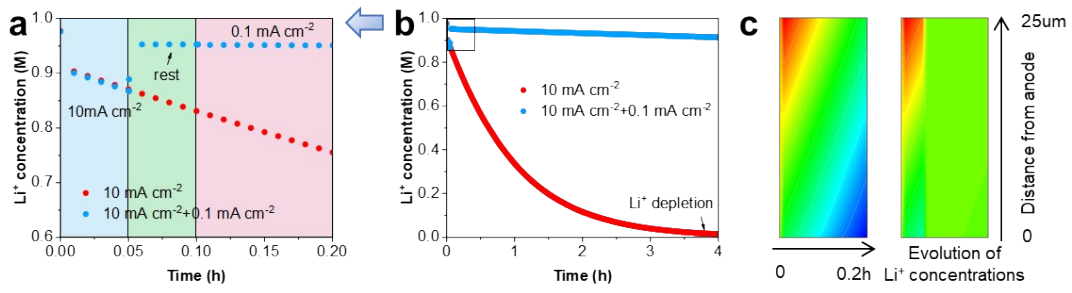 a
Li⁺ concentration (M)
1.0
0.9
0.8
0.7
0.6
0.1 mA cm⁻²
rest
10mA cm⁻²
10 mA cm⁻²
10 mA cm⁻²+0.1 mA cm⁻²
0.00
0.05
0.10
0.15
0.20
Time (h)
b
Li⁺ concentration (M)
1.0
0.8
0.6
0.4
0.2
0.0
10 mA cm⁻²
10 mA cm⁻²+0.1 mA cm⁻²
Li⁺ depletion
0
1
2
3
4
Time (h)
c
25um
Distance from anode
0
0
0.2h
Evolution of
Li⁺ concentrations